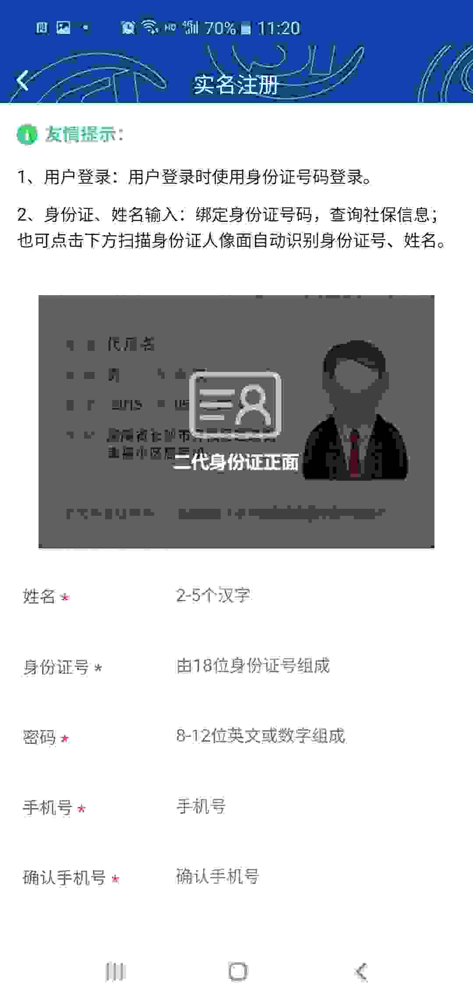 HD 4G 70% 11:20
实名注册
友情提示：
1、用户登录：用户登录时使用身份证号码登录。
2、身份证、姓名输入：绑定身份证号码，查询社保信息；
也可点击下方扫描身份证人像面自动识别身份证号、姓名。
代用名
男
2015 05
二代身份证正面
姓名 * 2-5个汉字
身份证号 * 由18位身份证号组成
密码 * 8-12位英文或数字组成
手机号 * 手机号
确认手机号 * 确认手机号